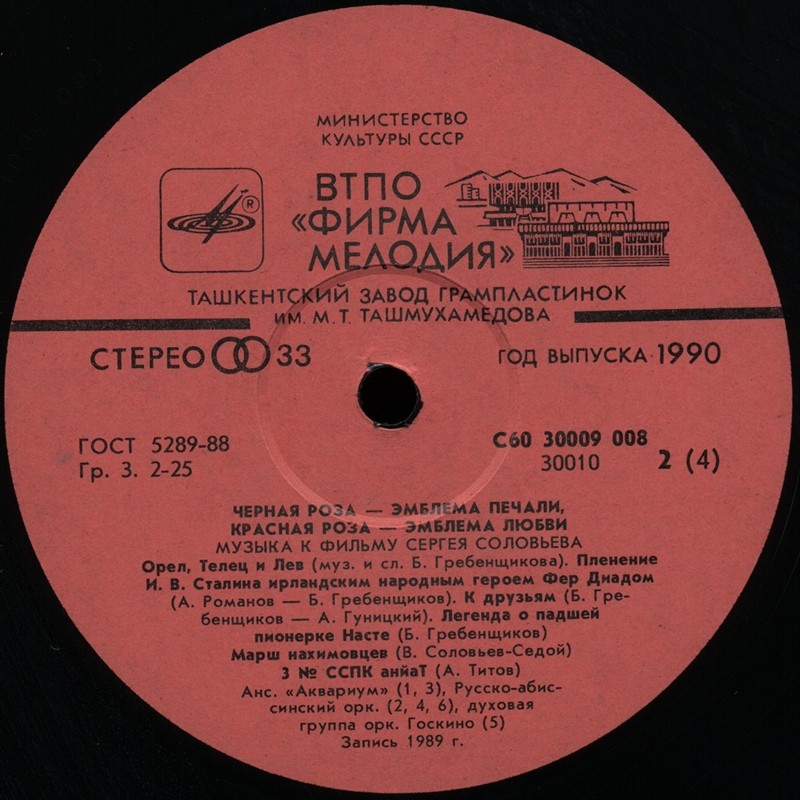 МИНИСТЕРСТВО
КУЛЬТУРЫ СССР
ВТПО
«ФИРМА
МЕЛОДИЯ»
®
ТАШКЕНТСКИЙ ЗАВОД ГРАМПЛАСТИНОК
ИМ. М. Т. ТАШМУХАМЕДОВА
СТЕРЕО 33
ГОД ВЫПУСКА 1990
ГОСТ 5289-88
Гр. 3. 2-25
С60 30009 008
30010
2 (4)
ЧЕРНАЯ РОЗА — ЭМБЛЕМА ПЕЧАЛИ,
КРАСНАЯ РОЗА — ЭМБЛЕМА ЛЮБВИ
МУЗЫКА К ФИЛЬМУ СЕРГЕЯ СОЛОВЬЕВА
Орел, Телец и Лев (муз. и сл. Б. Гребенщикова). Пленение
И. В. Сталина ирландским народным героем Фер Диадом
(А. Романов — Б. Гребенщиков). К друзьям (Б. Гре-
бенщиков — А. Гуницкий). Легенда о падшей
пионерке Насте (Б. Гребенщиков)
Марш нахимовцев (В. Соловьев-Седой)
3 № ССПК анйаТ (А. Титов)
Анс. «Аквариум» (1, 3), Русско-абис-
синский орк. (2, 4, 6), духовая
группа орк. Госкино (5)
Запись 1989 г.